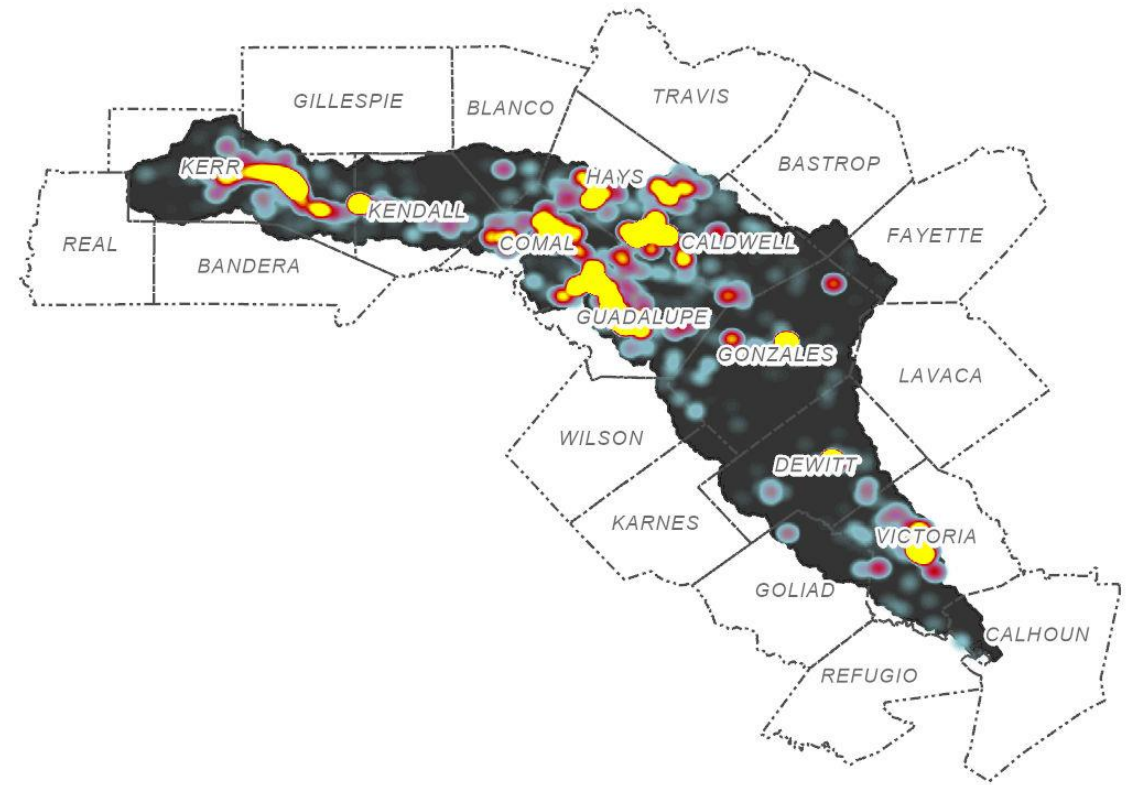 GILLESPIE
BLANCO
TRAVIS
BASTROP
KERR
HAYS
KENDALL
REAL
BANDERA
COMAL
CALDWELL
FAYETTE
GUADALUPE
GONZALES
LAVACA
WILSON
DEWITT
KARNES
VICTORIA
GOLIAD
CALHOUN
REFUGIO